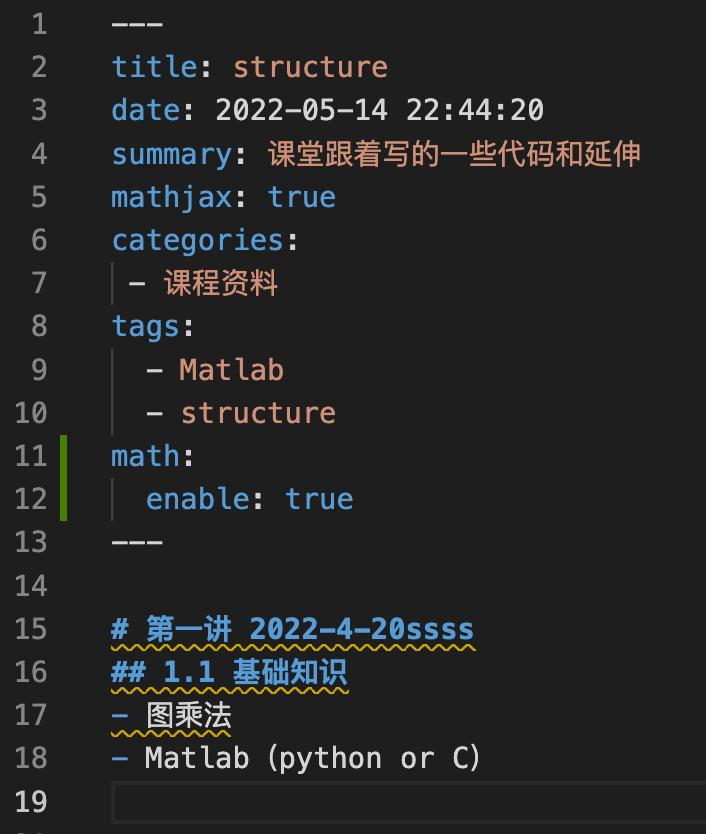 1 ---
2 title: structure
3 date: 2022-05-14 22:44:20
4 summary: 课堂跟着写的一些代码和延伸
5 mathjax: true
6 categories:
7 - 课程资料
8 tags:
9 - Matlab
10 - structure
11 math:
12 enable: true
13 ---
14
15 # 第一讲 2022-4-20ssss
16 ## 1.1 基础知识
17 - 图乘法
18 - Matlab (python or C)
19